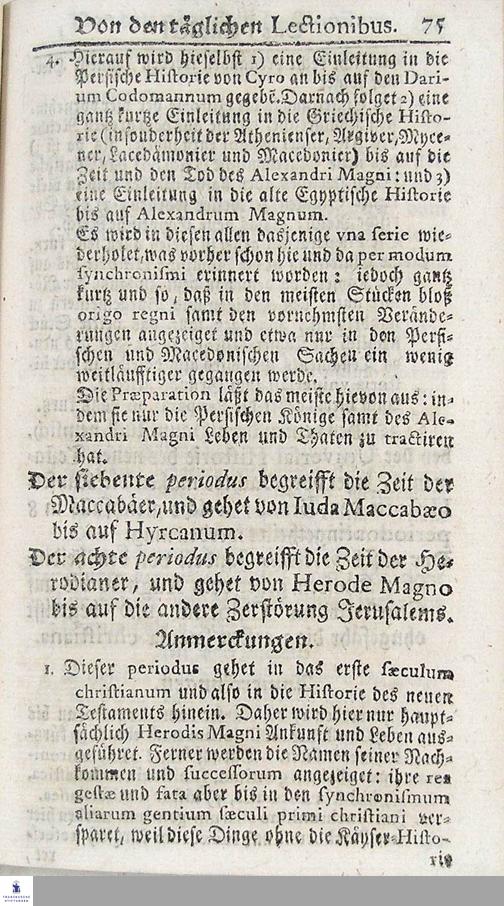 Von den täglichen Lectionibus. 75
4. Hierauf wird hieselbst 1) eine Einleitung in die
Persische Historie von Cyro an bis auf den Dari-
um Codomannum gegebē. Darnach folget 2) eine
gantz kurtze Einleitung in die Griechische Histo-
rie (insonderheit der Athenienser, Argiver, Myce-
ner, Lacedämonier und Macedonier) bis auf die
Zeit und den Tod des Alexandri Magni: und 3)
eine Einleitung in die alte Egyptische Historie
bis auf Alexandrum Magnum.
Es wird in diesen allen dasjenige vna serie wie-
derholet, was vorher schon hie und da per modum
synchronismi erinnert worden: iedoch gantz
kurtz und so, daß in den meisten Stücken bloß
origo regni samt den vornehmsten Verände-
rungen angezeiget und etwa nur in den Persi-
schen und Macedonischen Sachen ein wenig
weitläufftiger gegangen werde.
Die Præparation läßt das meiste hievon aus: in-
dem sie nur die Persischen Könige samt des Ale-
xandri Magni Leben und Thaten zu tractiren
hat.
Der siebente periodus begreifft die Zeit der
Maccabäer, und gehet von Iuda Maccabæo
bis auf Hyrcanum.
Der achte periodus begreifft die Zeit der He-
rodianer, und gehet von Herode Magno
bis auf die andere Zerstörung Jerusalems.
Anmerckungen.
1. Dieser periodus gehet in das erste sæculum
christianum und also in die Historie des neuen
Testaments hinein. Daher wird hier nur haupt-
sächlich Herodis Magni Ankunft und Leben aus-
geführet. Ferner werden die Namen seiner Nach-
kommen und successorum angezeiget: ihre res
gestæ und fata aber bis in den synchronismum
aliarum gentium sæculi primi christiani ver-
sparet, weil diese Dinge ohne die Käyser-Histo-
rie
FRANCKESCHE
STIFTUNGEN